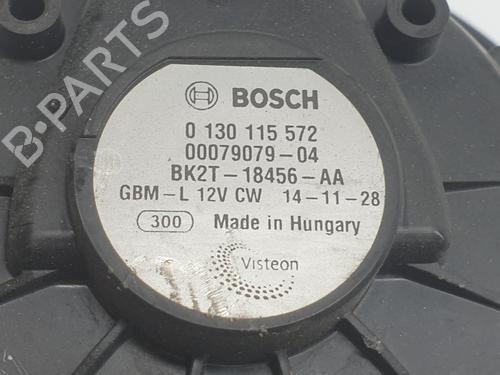 B-PARTS
BOSCH
0 130 115 572
00079079-04
BK2T-18456-AA
GBM-L 12V CW 14-11-28
300 Made in Hungary
Visteon